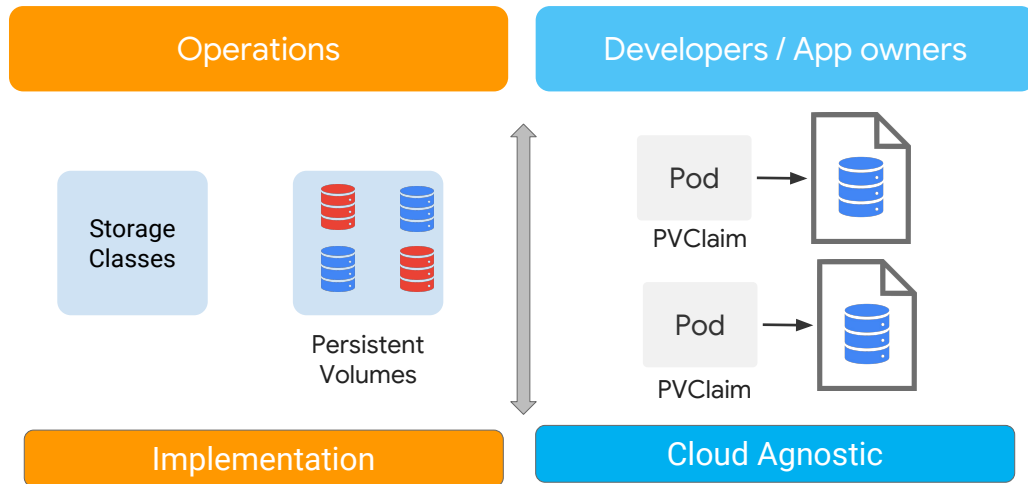 Operations
Developers / App owners
Storage
Classes
Persistent
Volumes
Pod
PVClaim
Pod
PVClaim
Implementation
Cloud Agnostic